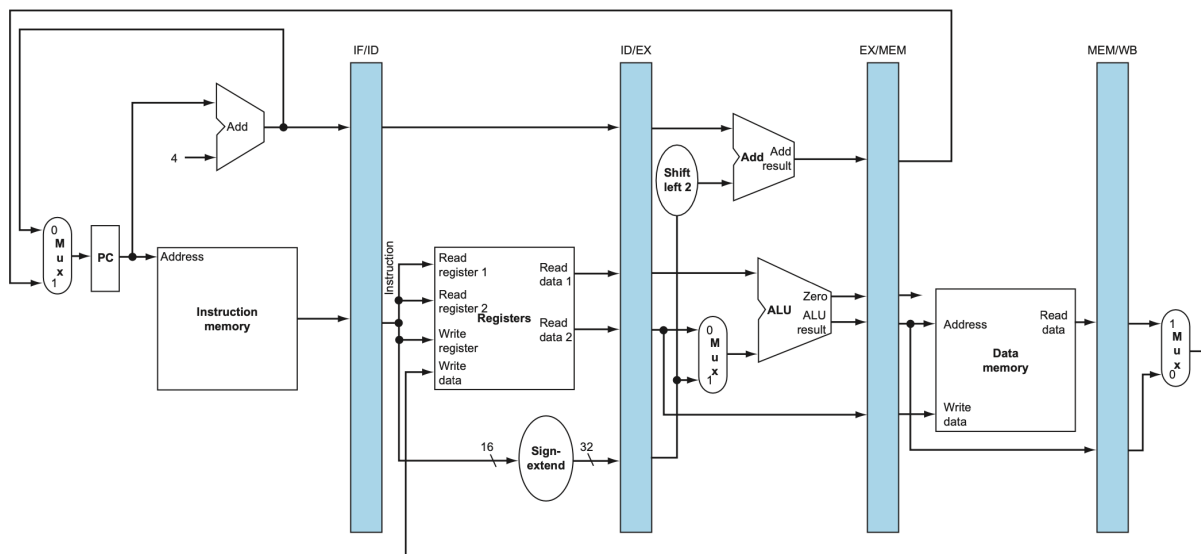 IF/ID
ID/EX
EX/MEM
MEM/WB
Add
4
Add
Add
result
Shift
left 2
0
M
u
x
1
PC
Address
Instruction
memory
Instruction
Read
register 1
Read
register 2
Write
register
Write
data
Registers
Read
data 1
Read
data 2
16
Sign-
extend
32
0
M
u
x
1
ALU
Zero
ALU
result
Address
Read
data
Data
memory
Write
data
1
M
u
x
0